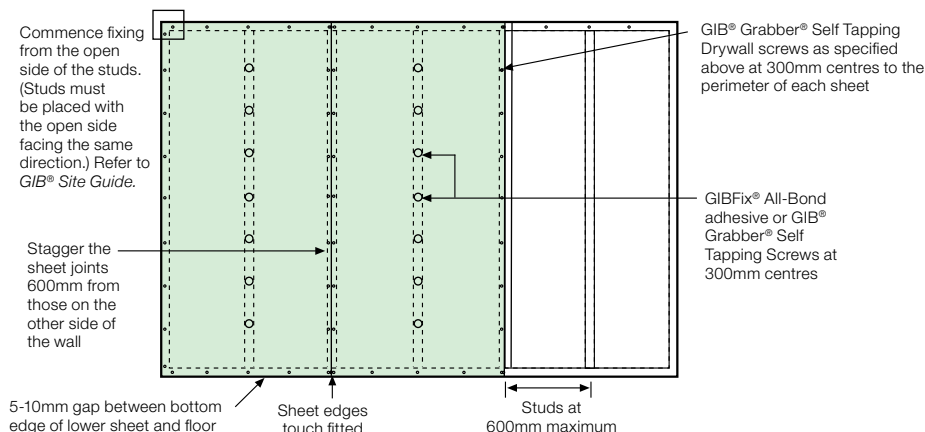 Commence fixing
from the open
side of the studs.
(Studs must
be placed with
the open side
facing the same
direction.) Refer to
GIB® Site Guide.
Stagger the
sheet joints
600mm from
those on the
other side of
the wall
5-10mm gap between bottom
edge of lower sheet and floor
Sheet edges
touch fitted
Studs at
600mm maximum
GIB® Grabber® Self Tapping
Drywall screws as specified
above at 300mm centres to the
perimeter of each sheet
GIBFix® All-Bond
adhesive or GIB®
Grabber® Self
Tapping Screws at
300mm centres